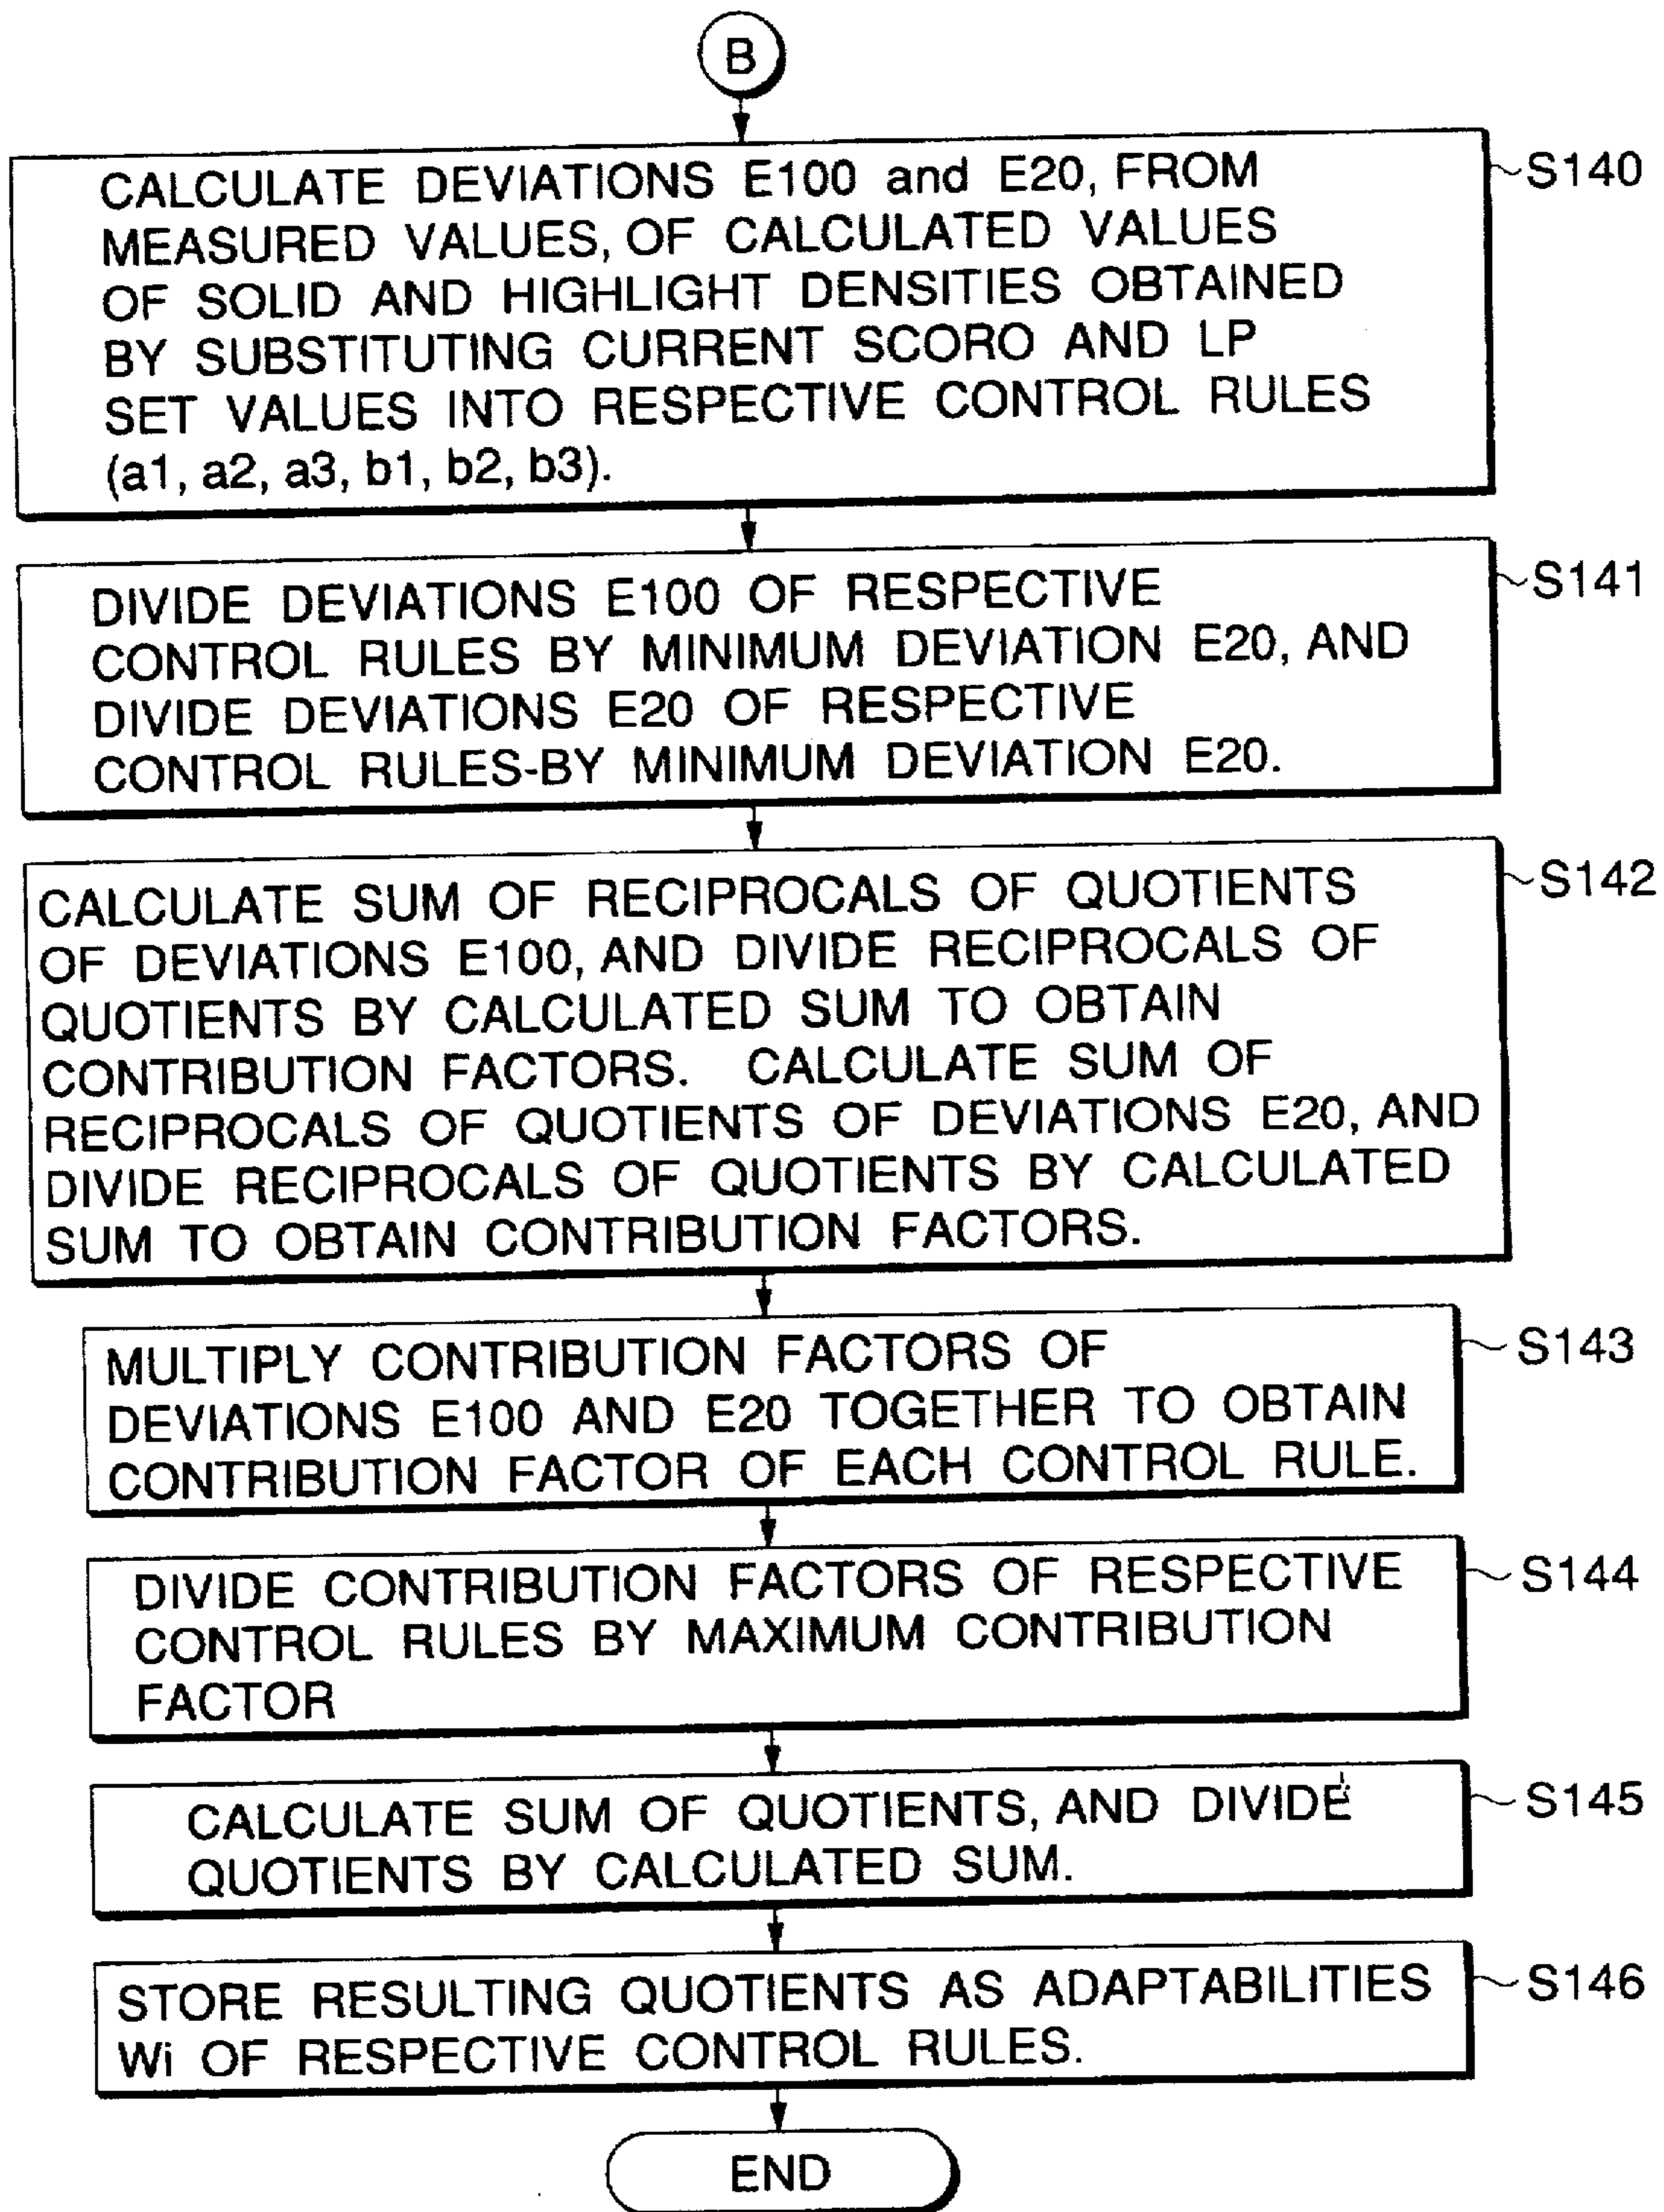 B
CALCULATE DEVIATIONS E100 and E20, FROM
MEASURED VALUES, OF CALCULATED VALUES
OF SOLID AND HIGHLIGHT DENSITIES OBTAINED
BY SUBSTITUTING CURRENT SCORO AND LP
SET VALUES INTO RESPECTIVE CONTROL RULES
(a1, a2, a3, b1, b2, b3).
S140
DIVIDE DEVIATIONS E100 OF RESPECTIVE
CONTROL RULES BY MINIMUM DEVIATION E20, AND
DIVIDE DEVIATIONS E20 OF RESPECTIVE
CONTROL RULES-BY MINIMUM DEVIATION E20.
S141
CALCULATE SUM OF RECIPROCALS OF QUOTIENTS
OF DEVIATIONS E100, AND DIVIDE RECIPROCALS OF
QUOTIENTS BY CALCULATED SUM TO OBTAIN
CONTRIBUTION FACTORS. CALCULATE SUM OF
RECIPROCALS OF QUOTIENTS OF DEVIATIONS E20, AND
DIVIDE RECIPROCALS OF QUOTIENTS BY CALCULATED
SUM TO OBTAIN CONTRIBUTION FACTORS.
S142
MULTIPLY CONTRIBUTION FACTORS OF
DEVIATIONS E100 AND E20 TOGETHER TO OBTAIN
CONTRIBUTION FACTOR OF EACH CONTROL RULE.
S143
DIVIDE CONTRIBUTION FACTORS OF RESPECTIVE
CONTROL RULES BY MAXIMUM CONTRIBUTION
FACTOR
S144
CALCULATE SUM OF QUOTIENTS, AND DIVIDE
QUOTIENTS BY CALCULATED SUM.
S145
STORE RESULTING QUOTIENTS AS ADAPTABILITIES
Wi OF RESPECTIVE CONTROL RULES.
S146
END